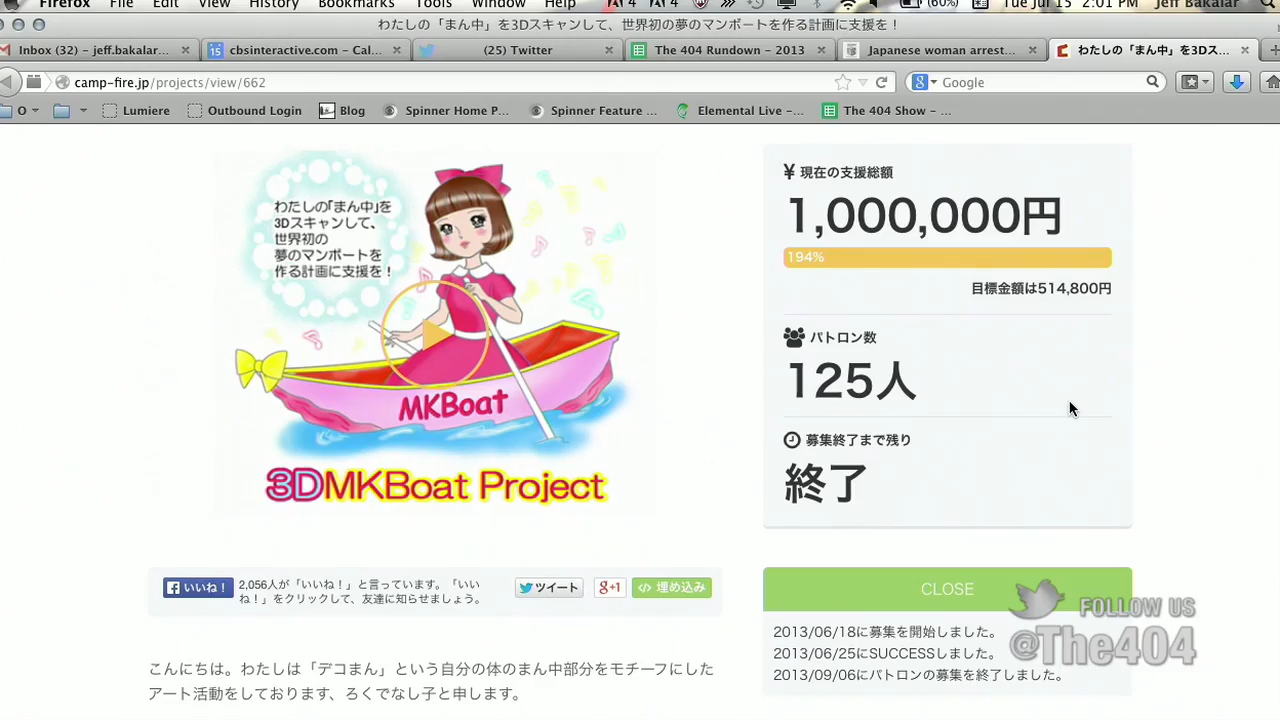 Firefox File Edit View History Bookmarks Tools Window Help (60%) Tue Jul 15 2:01 PM Jeff Bakalar
わたしの「まん中」を3Dスキャンして、世界初の夢のマンボートを作る計画に支援を!
Inbox (32) - jeff.bakalar... cbsinteractive.com - Cal... (25) Twitter The 404 Rundown - 2013 Japanese woman arrest... わたしの「まん中」を3Dス...
camp-fire.jp/projects/view/662 Google
O Lumiere Outbound Login Blog Spinner Home P... Spinner Feature ... Elemental Live -... The 404 Show - ...
わたしの「まん中」を
3Dスキャンして、
世界初の
夢のマンボートを
作る計画に支援を!
MKBoat
3DMKBoat Project
¥ 現在の支援総額
1,000,000円
194%
目標金額は514,800円
パトロン数
125人
募集終了まで残り
終了
いいね! 2,056人が「いいね!」と言っています。「いい
ね!」をクリックして、友達に知らせましょう。
ツイート g+1 埋め込み
CLOSE
FOLLOW US
@The404
2013/06/18に募集を開始しました。
2013/06/25にSUCCESSしました。
2013/09/06にパトロンの募集を終了しました。
こんにちは。わたしは「デコまん」という自分の体のまん中部分をモチーフにした
アート活動をしております、ろくでなし子と申します。